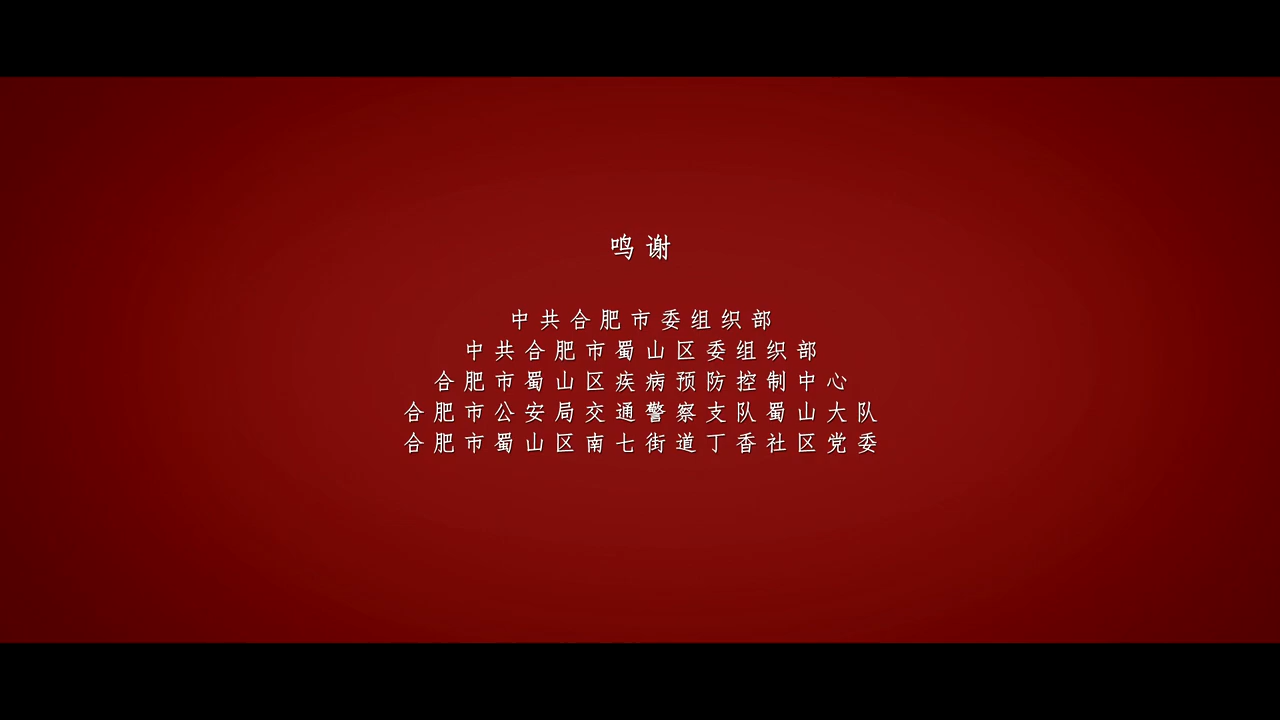 鸣谢
中共合肥市委组织部
中共合肥市蜀山区委组织部
合肥市蜀山区疾病预防控制中心
合肥市公安局交通警察支队蜀山大队
合肥市蜀山区南七街道丁香社区党委